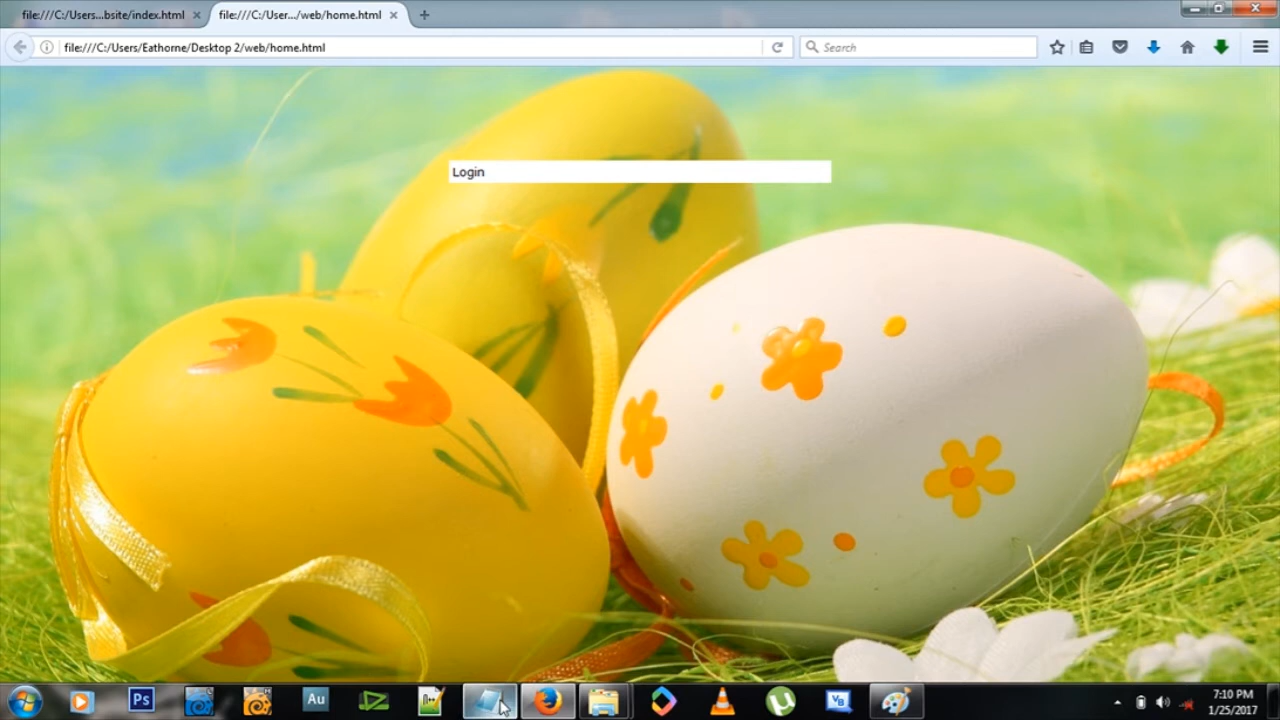 file:///C:/Users...bsite/index.html
file:///C:/User.../web/home.html
file:///C:/Users/Eathorne/Desktop 2/web/home.html
Search
Login
Ps
Au
N++
VB
7:10 PM
1/25/2017